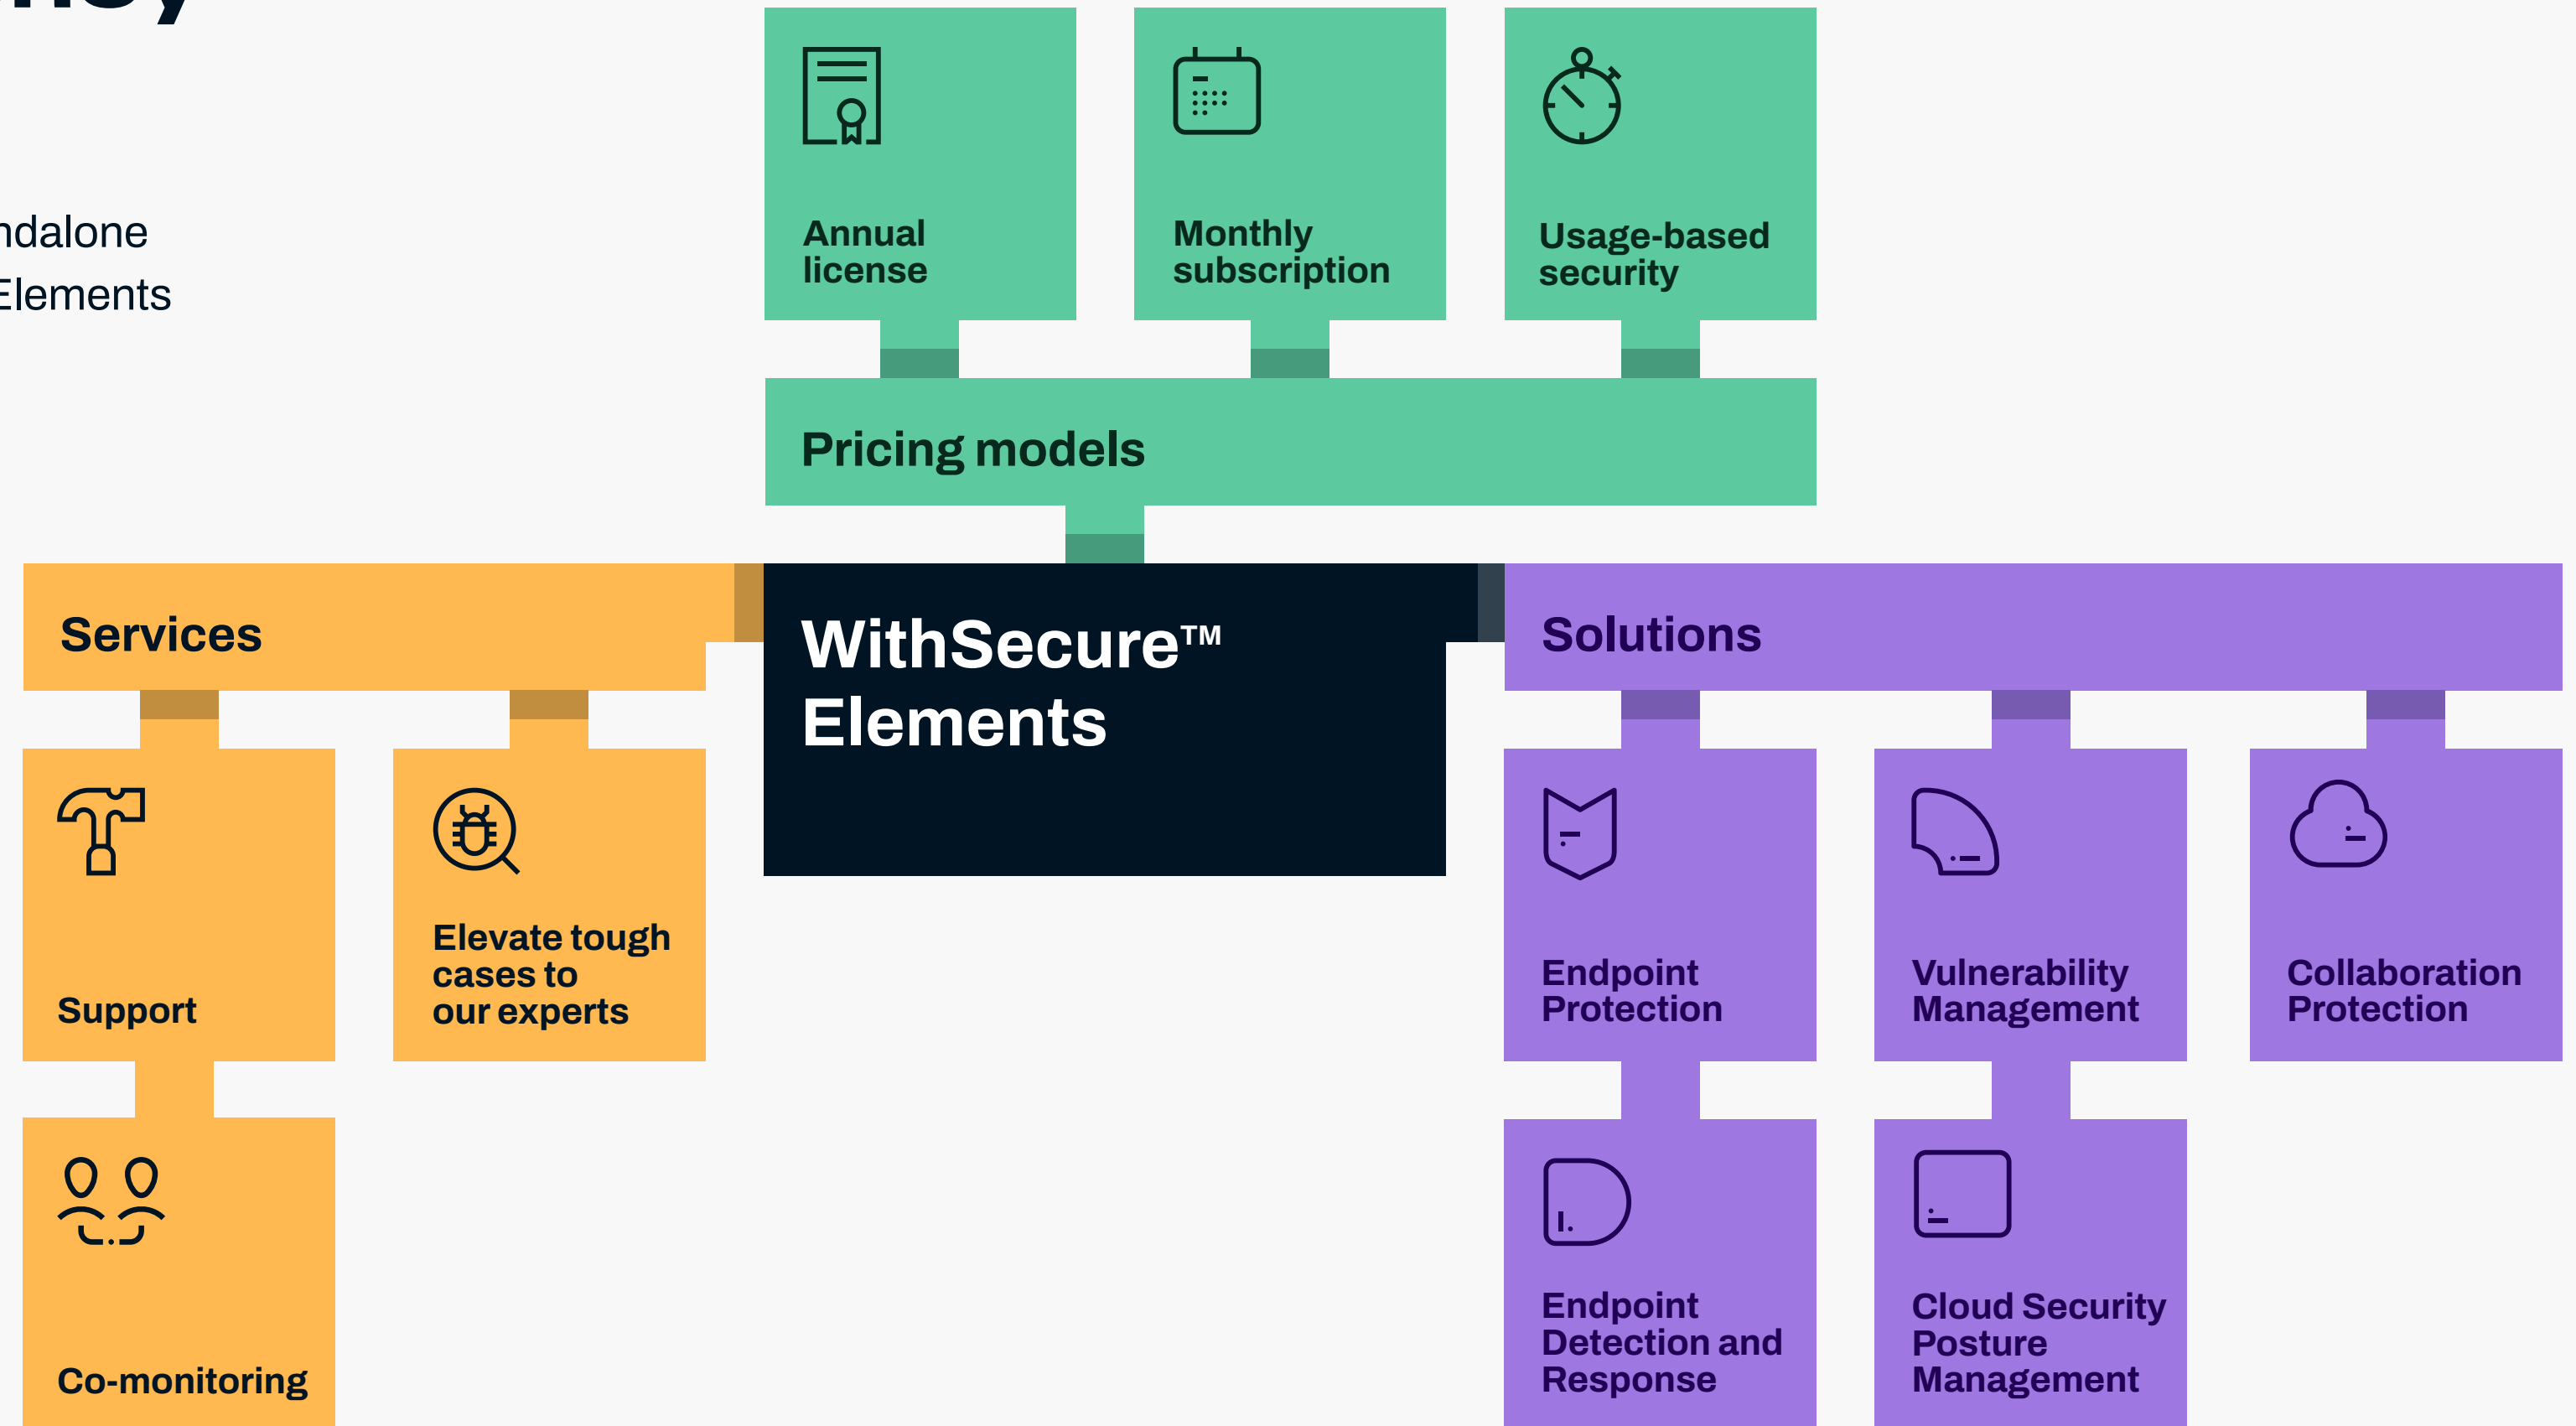 ndalone
Elements
Annual
license
Monthly
subscription
Usage-based
security
Pricing models
Services
WithSecure™
Elements
Solutions
Support
Elevate tough
cases to
our experts
Endpoint
Protection
Vulnerability
Management
Collaboration
Protection
Co-monitoring
Endpoint
Detection and
Response
Cloud Security
Posture
Management